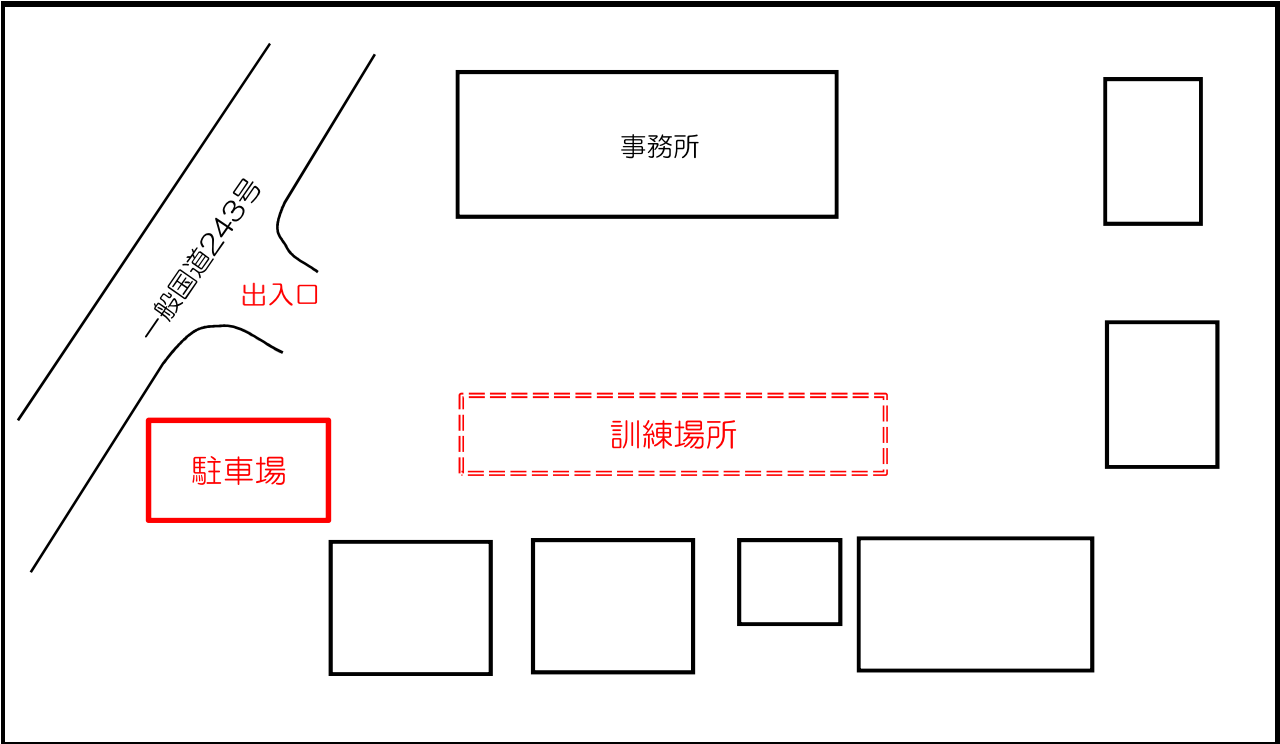 事務所
一般国道243号
出入口
訓練場所
駐車場